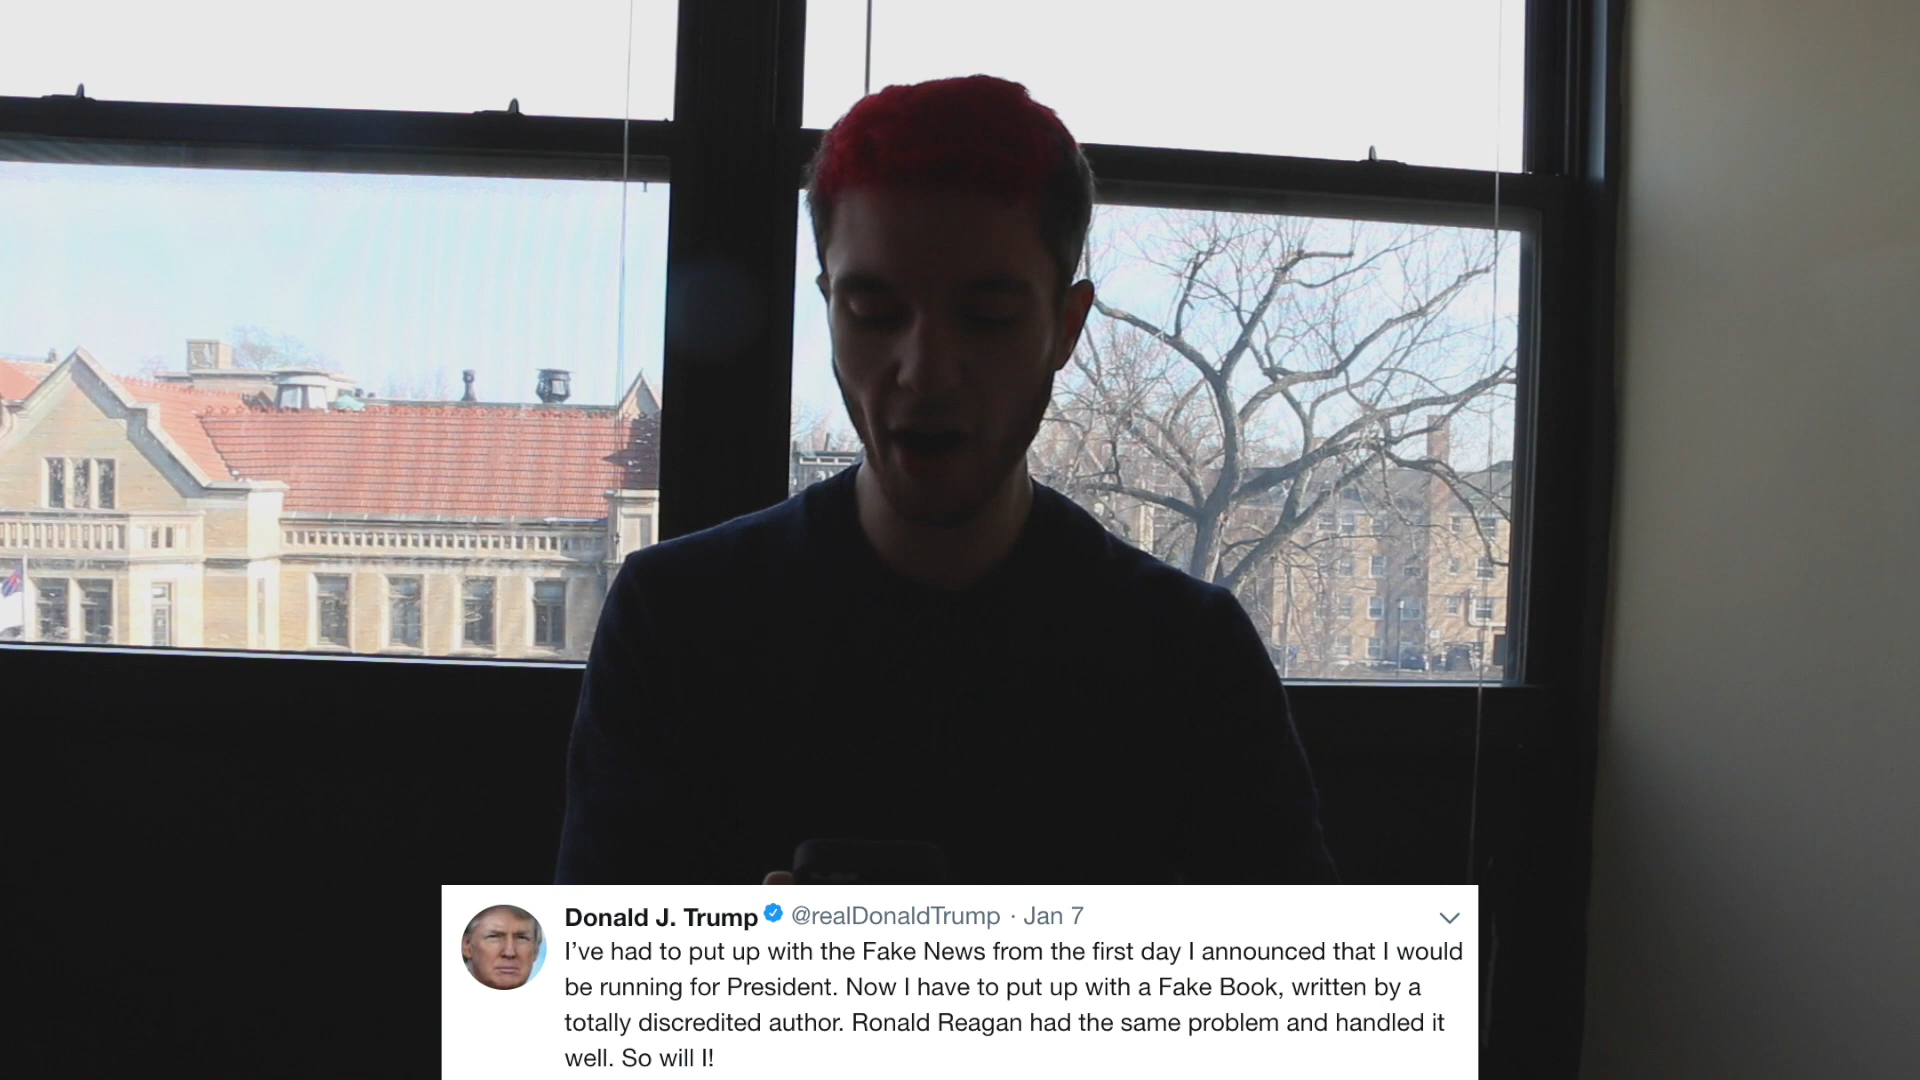 Donald J. Trump @realDonaldTrump · Jan 7
I’ve had to put up with the Fake News from the first day I announced that I would
be running for President. Now I have to put up with a Fake Book, written by a
totally discredited author. Ronald Reagan had the same problem and handled it
well. So will I!